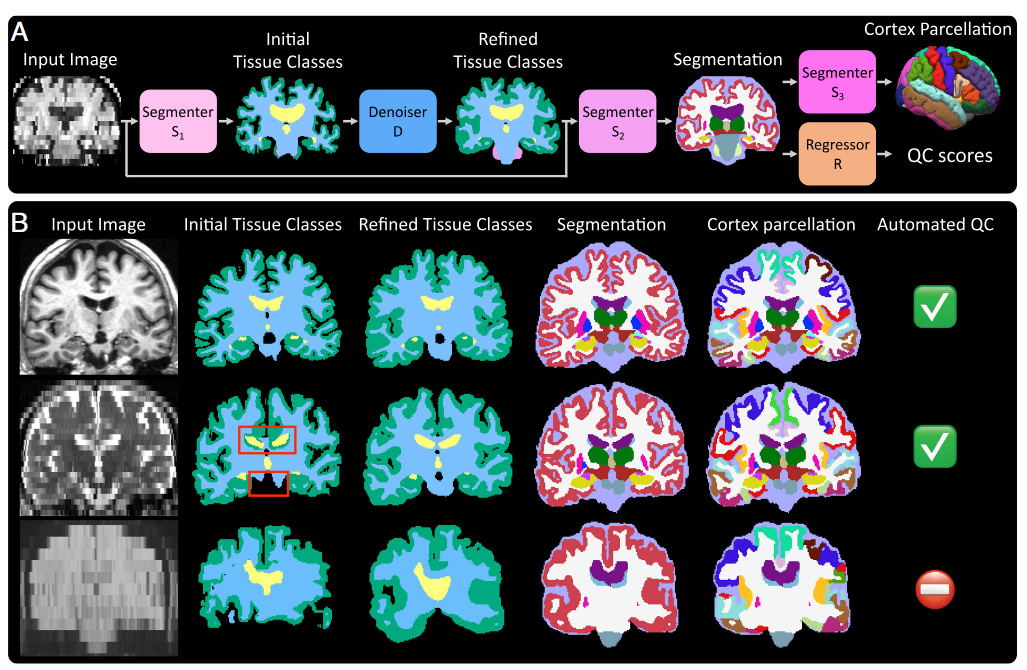 A
Cortex Parcellation
Input Image
Initial
Tissue Classes
Refined
Tissue Classes
Segmentation
Segmenter
S1
Denoiser
D
Segmenter
S2
Segmenter
S3
Regressor
R
QC scores
B
Input Image
Initial Tissue Classes
Refined Tissue Classes
Segmentation
Cortex parcellation
Automated QC